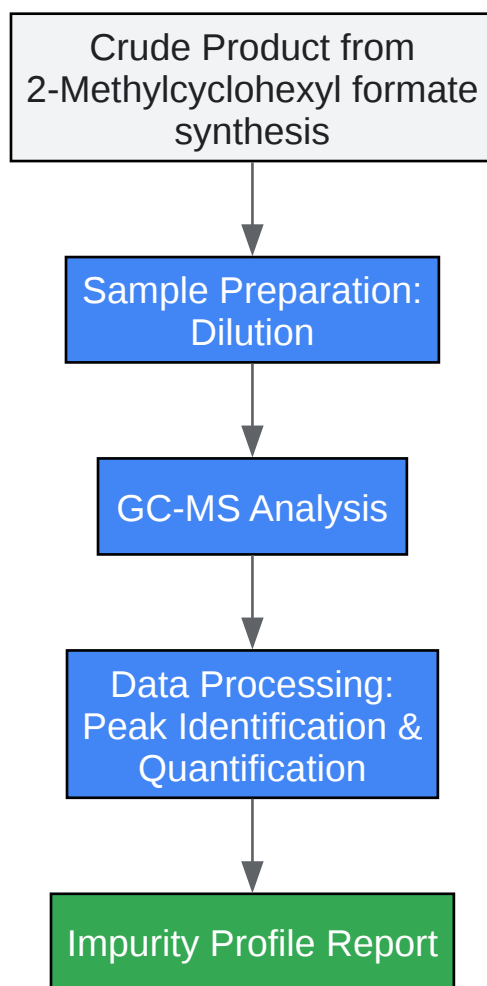 Crude Product from
2-Methylcyclohexyl formate
synthesis
Sample Preparation:
Dilution
GC-MS Analysis
Data Processing:
Peak Identification &
Quantification
Impurity Profile Report